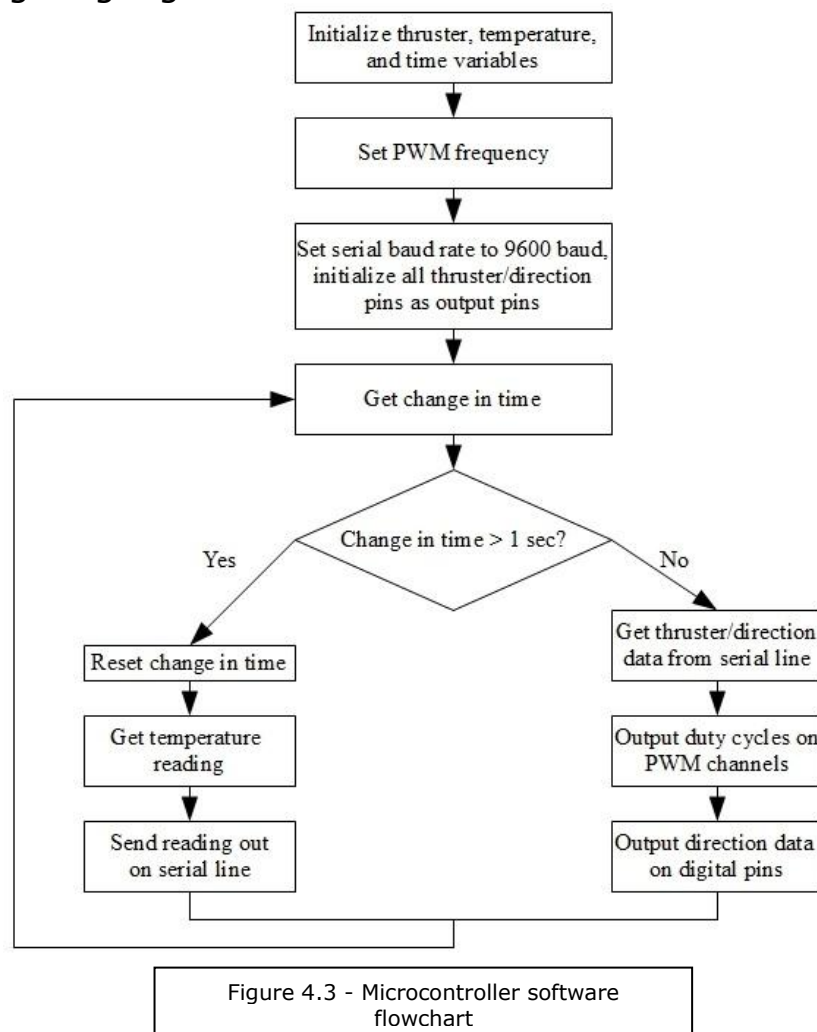 Initialize thruster, temperature,
and time variables
Set PWM frequency
Set serial baud rate to 9600 baud,
initialize all thruster/direction
pins as output pins
Get change in time
Change in time > 1 sec?
Yes
No
Reset change in time
Get temperature
reading
Send reading out
on serial line
Get thruster/direction
data from serial line
Output duty cycles on
PWM channels
Output direction data
on digital pins
Figure 4.3 - Microcontroller software
flowchart